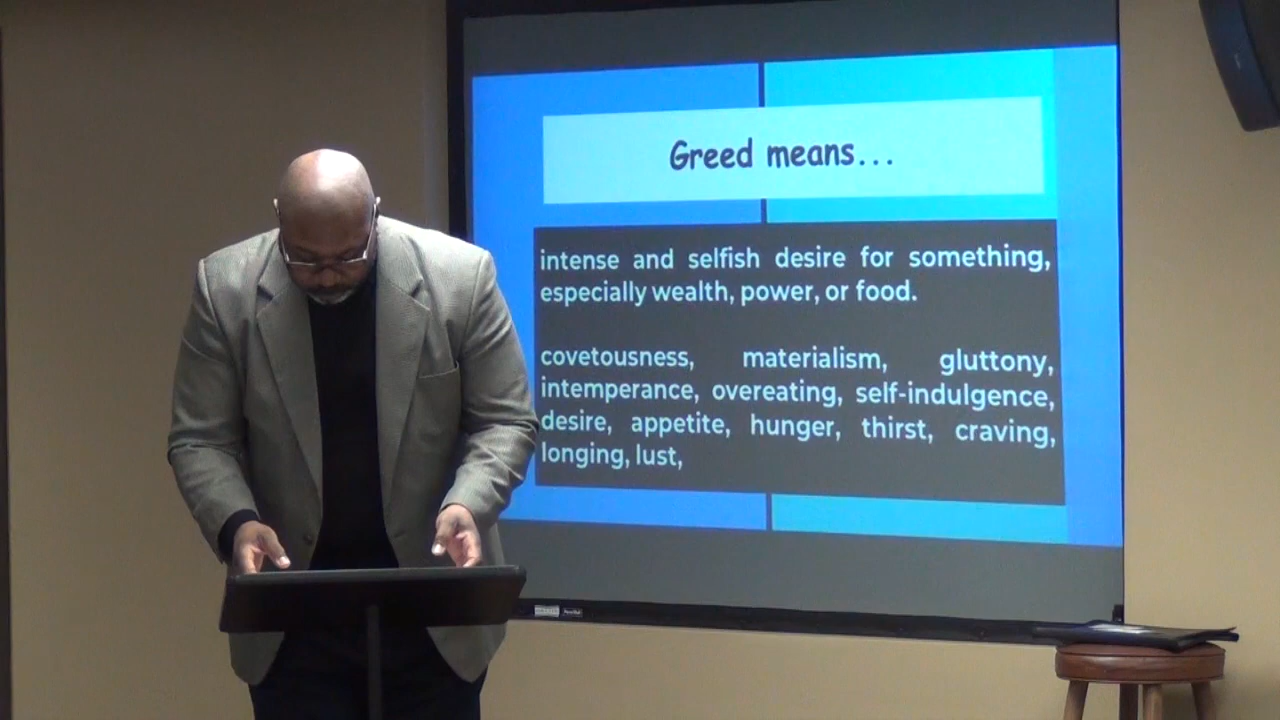 Greed means...
intense and selfish desire for something,
especially wealth, power, or food.
covetousness, materialism, gluttony,
intemperance, overeating, self-indulgence,
desire, appetite, hunger, thirst, craving,
longing, lust,